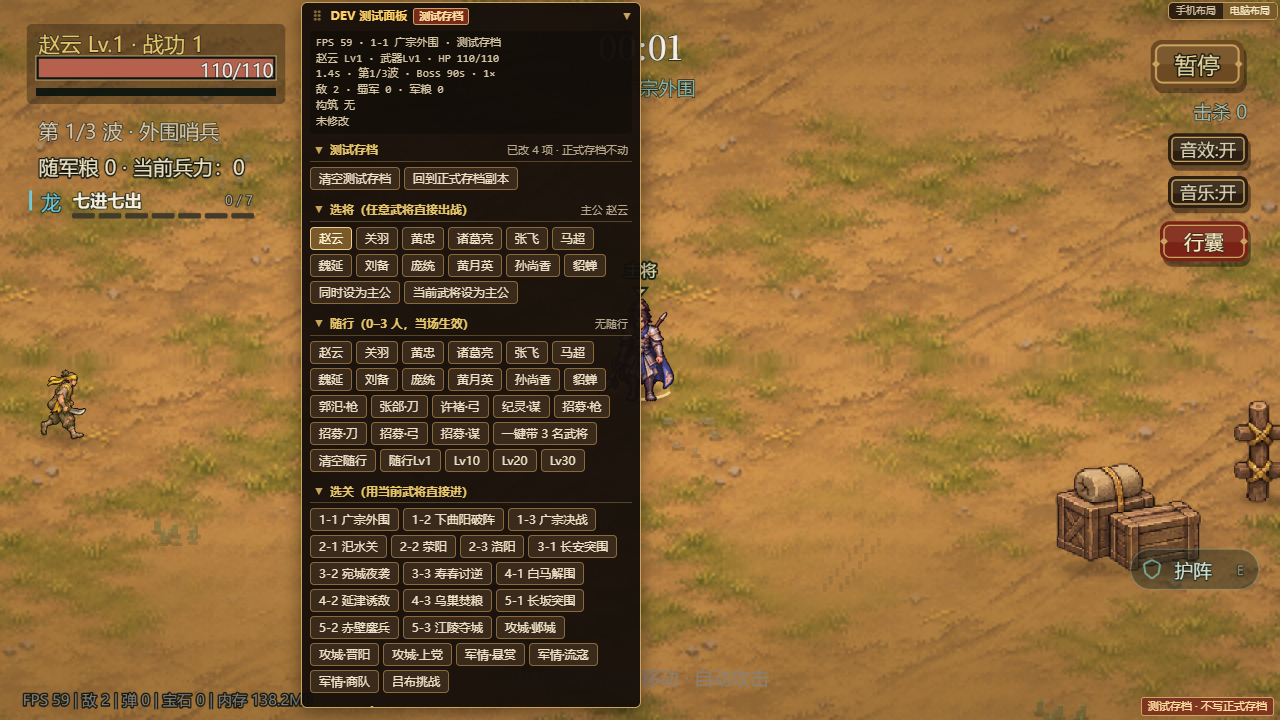 赵云 Lv.1 · 战功 1
110/110
第 1/3 波 · 外围哨兵
随军粮 0 · 当前兵力：0
龙 七进七出 0/7
DEV 测试面板 测试存档 ▼
FPS 59 · 1-1 广宗外围 · 测试存档
赵云 Lv1 · 武器Lv1 · HP 110/110
1.4s · 第1/3波 · Boss 90s · 1×
敌 2 · 蜀军 0 · 军粮 0
构筑 无
未修改
▼ 测试存档 已改 4 项 · 正式存档不动
清空测试存档 回到正式存档副本
▼ 选将（任意武将直接出战） 主公 赵云
赵云 关羽 黄忠 诸葛亮 张飞 马超
魏延 刘备 庞统 黄月英 孙尚香 貂蝉
同时设为主公 当前武将设为主公
▼ 随行（0–3 人，当场生效） 无随行
赵云 关羽 黄忠 诸葛亮 张飞 马超
魏延 刘备 庞统 黄月英 孙尚香 貂蝉
郭汜·枪 张郃·刀 许褚·弓 纪灵·谋 招募·枪
招募·刀 招募·弓 招募·谋 一键带 3 名武将
清空随行 随行Lv1 Lv10 Lv20 Lv30
▼ 选关（用当前武将直接进）
1-1 广宗外围 1-2 下曲阳破阵 1-3 广宗决战
2-1 汜水关 2-2 荥阳 2-3 洛阳 3-1 长安突围
3-2 宛城夜袭 3-3 寿春讨逆 4-1 白马解围
4-2 延津诱敌 4-3 乌巢焚粮 5-1 长坂突围
5-2 赤壁鏖兵 5-3 江陵夺城 攻城·邺城
攻城·晋阳 攻城·上党 军情·悬赏 军情·流寇
军情·商队 吕布挑战
:01
宗外围
将
手机布局 电脑布局
暂停
击杀 0
音效:开
音乐:开
行囊
护阵 E
自动攻击
FPS 59 | 敌 2 | 弹 0 | 宝石 0 | 内存 138.2M
测试存档 · 不写正式存档